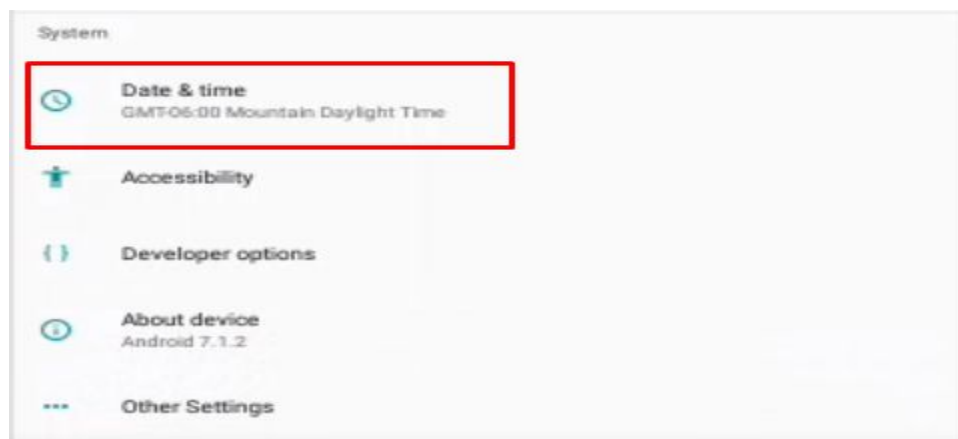 System
Date & time
GMT-06:00 Mountain Daylight Time
Accessibility
{ }
Developer options
About device
Android 7.1.2
Other Settings